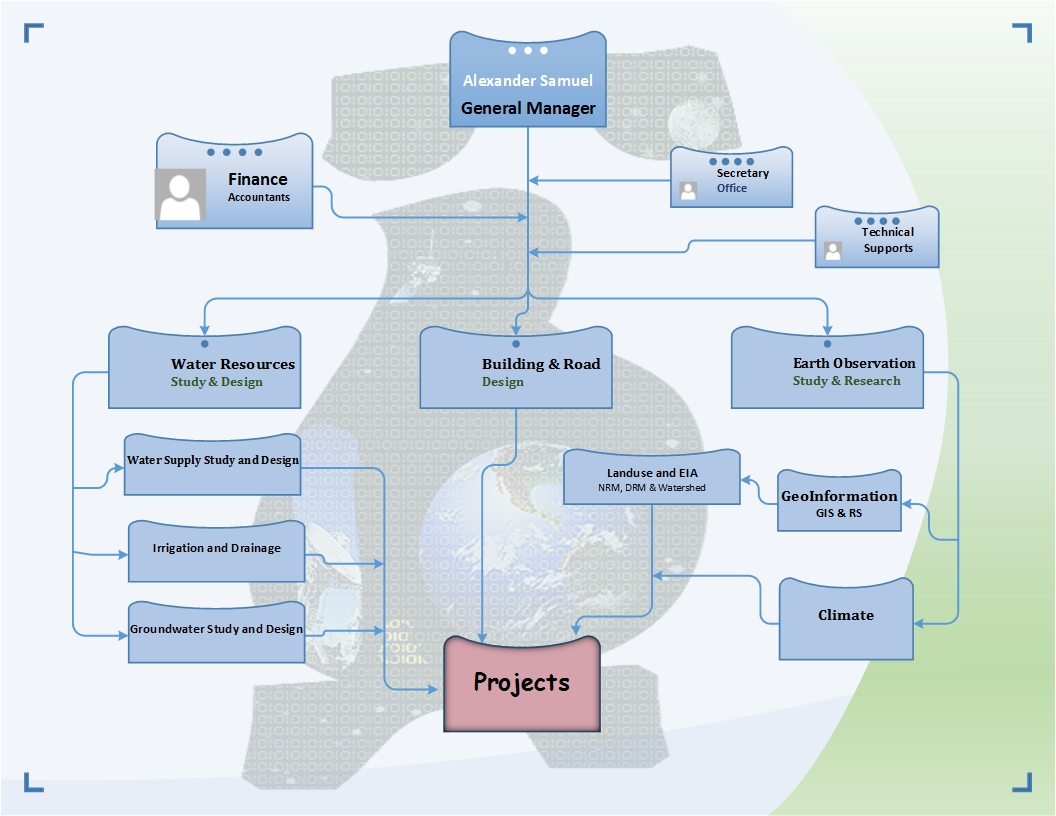 Alexander Samuel
General Manager
Finance
Accountants
Secretary
Office
Technical
Supports
Water Resources
Study & Design
Building & Road
Design
Earth Observation
Study & Research
Water Supply Study and Design
Landuse and EIA
NRM, DRM & Watershed
GeoInformation
GIS & RS
Irrigation and Drainage
Climate
Groundwater Study and Design
Projects